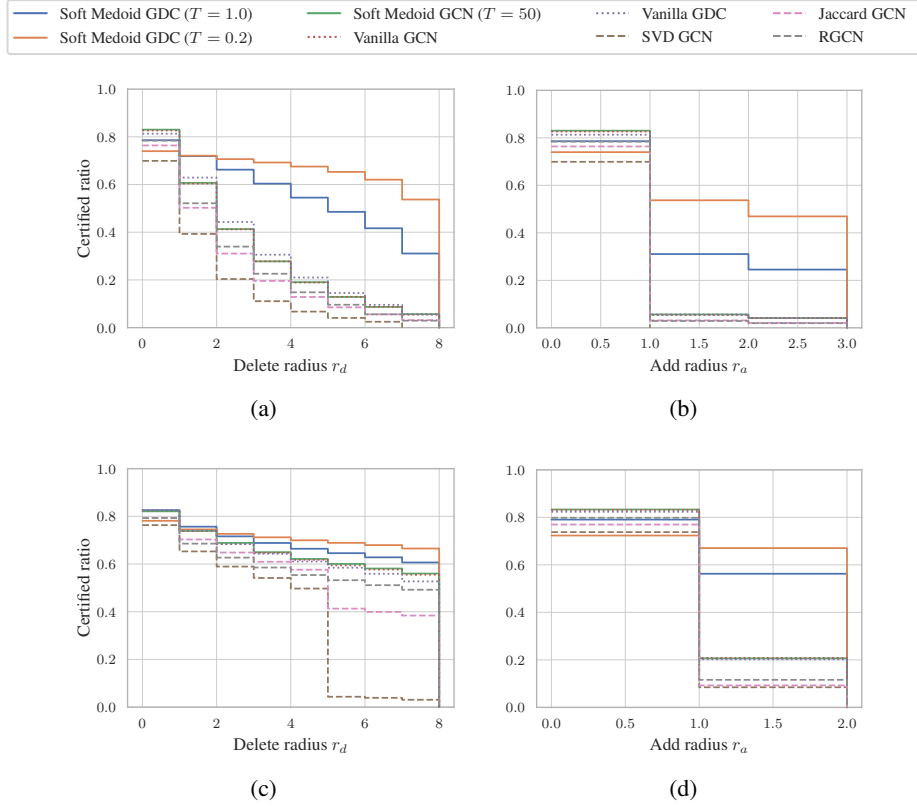 Soft Medoid GDC (T = 1.0)
Soft Medoid GCN (T = 50)
Vanilla GDC
Jaccard GCN
Soft Medoid GDC (T = 0.2)
Vanilla GCN
SVD GCN
RGCN
1.0
0.8
0.6
0.4
0.2
0.0
Certified ratio
0 2 4 6 8
Delete radius r_d
(a)
1.0
0.8
0.6
0.4
0.2
0.0
0.0 0.5 1.0 1.5 2.0 2.5 3.0
Add radius r_a
(b)
1.0
0.8
0.6
0.4
0.2
0.0
Certified ratio
0 2 4 6 8
Delete radius r_d
(c)
1.0
0.8
0.6
0.4
0.2
0.0
0.0 0.5 1.0 1.5 2.0
Add radius r_a
(d)